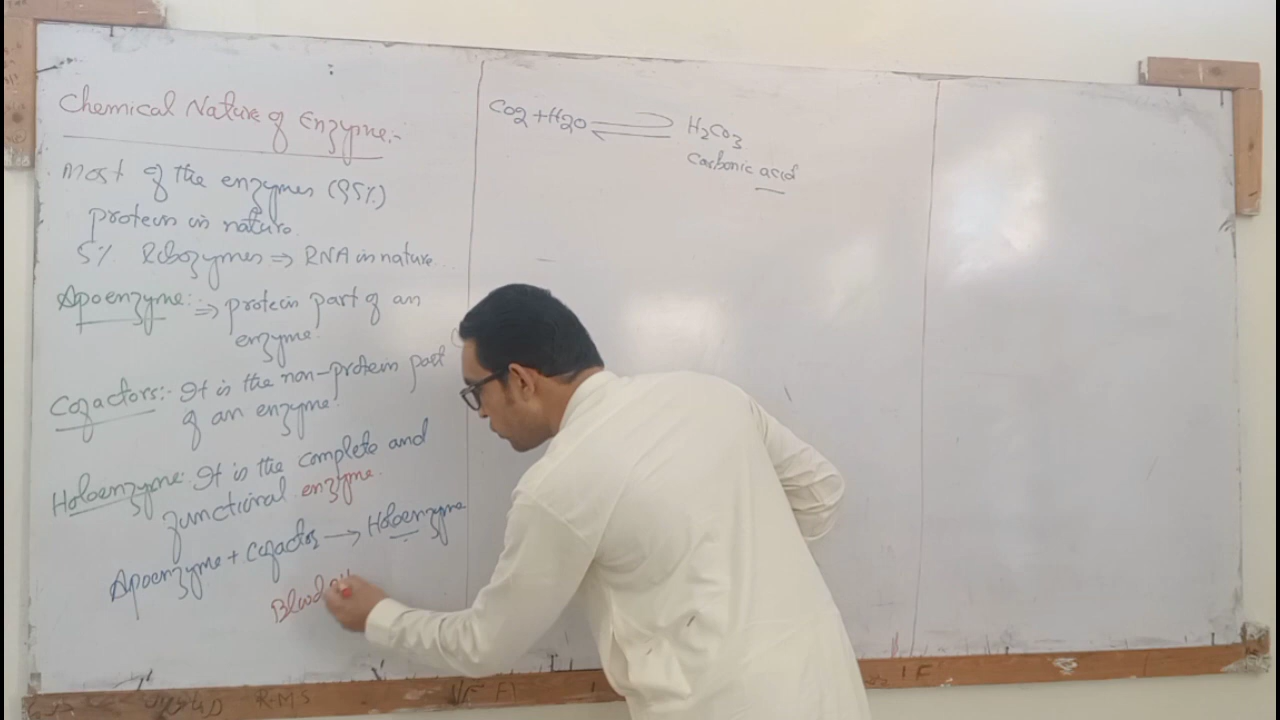 Chemical Nature of Enzyme:-
Most of the enzymes (95%)
protein in nature.
5% Ribozymes ⇒ RNA in nature
Apoenzyme: ⇒ protein part of an
enzyme.
Cofactors:- It is the non-protein part
of an enzyme.
Holoenzyme: It is the complete and
functional enzyme.
Apoenzyme + Cofactor → Holoenzyme
Blood
CO2 + H2O ⇌ H2CO3
Carbonic acid
R.M.S